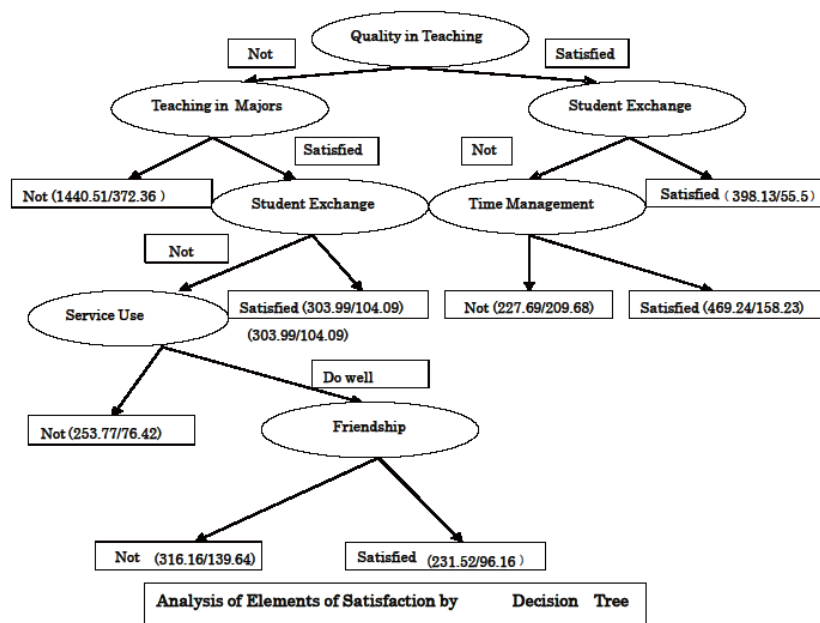 Quality in Teaching
Not
Satisfied
Teaching in Majors
Student Exchange
Satisfied
Not
Not (1440.51/372.36 )
Student Exchange
Time Management
Satisfied ( 398.13/55.5 )
Not
Service Use
Satisfied (303.99/104.09)
(303.99/104.09)
Not (227.69/209.68)
Satisfied (469.24/158.23)
Do well
Not (253.77/76.42)
Friendship
Not (316.16/139.64)
Satisfied (231.52/96.16 )
Analysis of Elements of Satisfaction by Decision Tree